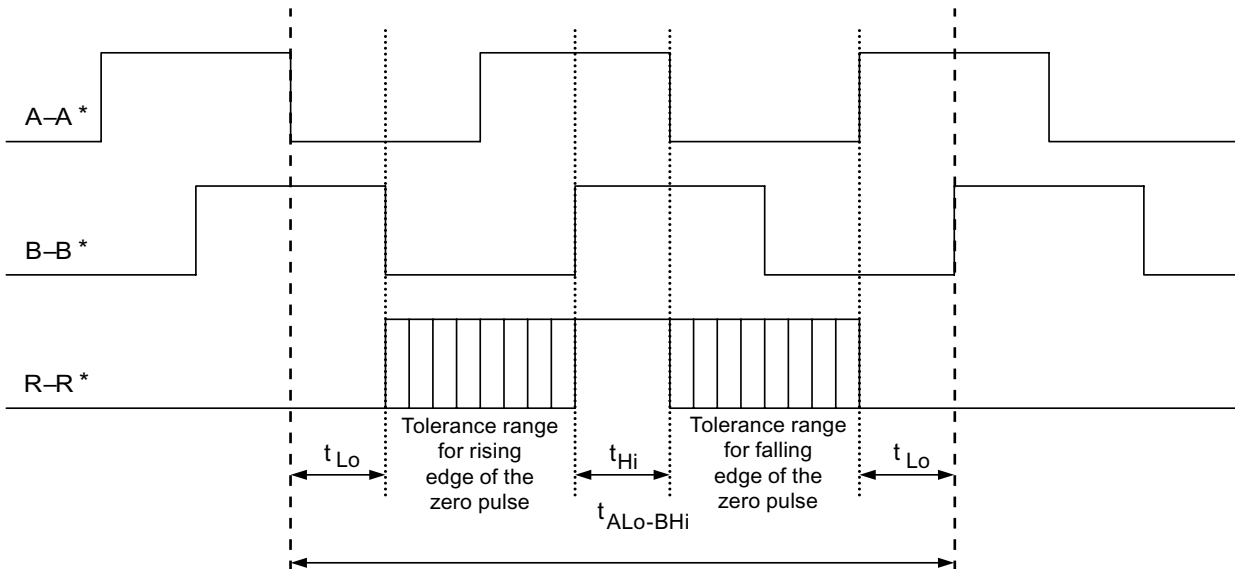 A–A *
B–B *
R–R *
Tolerance range
for rising
edge of the
zero pulse
Tolerance range
for falling
edge of the
zero pulse
t Lo
t Hi
t Lo
t ALo-BHi